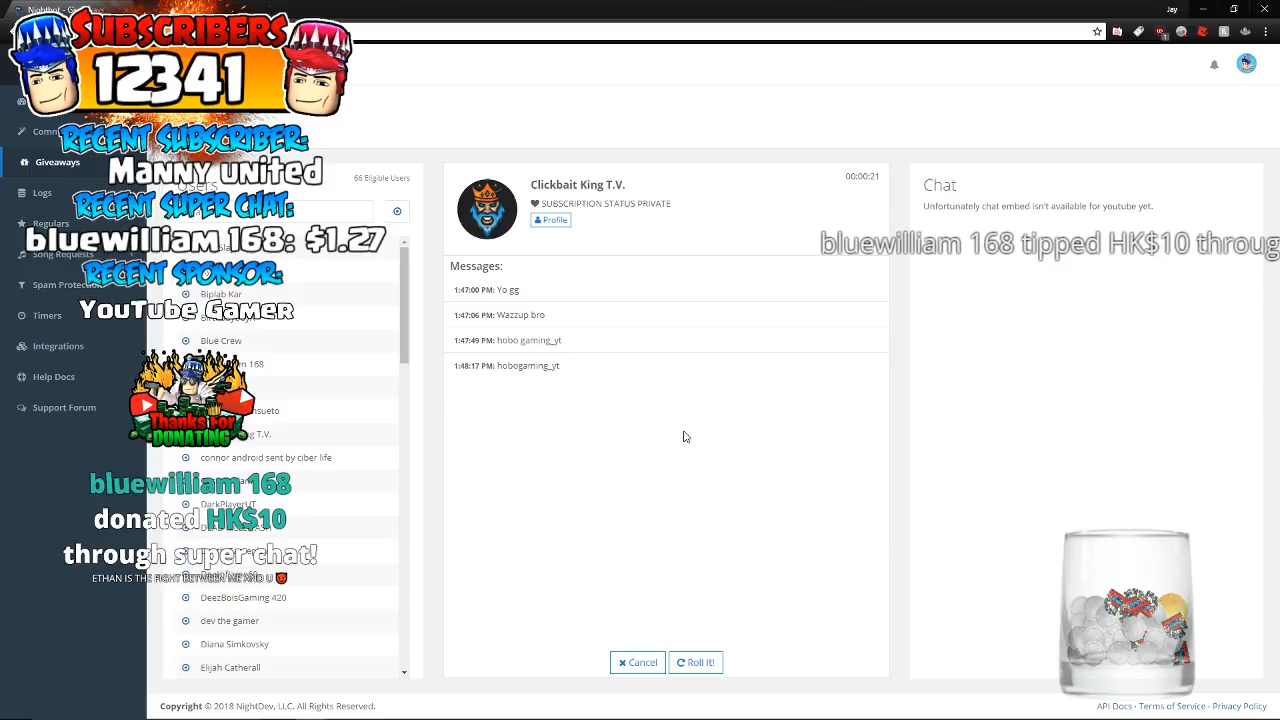 Jay
SUBSCRIBERS
12341
RECENT SUBSCRIBER:
Manny united
RECENT SUPER CHAT:
bluewilliam 168: $1.27
RECENT SPONSOR:
YouTube Gamer
Giveaways
Logs
Regulars
Song Requests
Spam Protection
Timers
Integrations
Help Docs
Support Forum
Users
66 Eligible Users
Biplab Kar
Blue Crew
connor android sent by ciber life
DarkPlayerUT
DeezBoisGaming 420
dev the gamer
Diana Simkovsky
Elijah Catherall
Thanks For
DONATING
bluewilliam 168
donated HK$10
through super chat!
ETHAN IS THE FIGHT BETWEEN ME AND U
Clickbait King T.V.
00:00:21
SUBSCRIPTION STATUS PRIVATE
Profile
Messages:
1:47:00 PM: Yo gg
1:47:06 PM: Wazzup bro
1:47:49 PM: hobo gaming_yt
1:48:17 PM: hobogaming_yt
Cancel
Roll It!
Chat
Unfortunately chat embed isn't available for youtube yet.
bluewilliam 168 tipped HK$10 throug
Copyright © 2018 NightDev, LLC. All Rights Reserved.
API Docs · Terms of Service · Privacy Policy